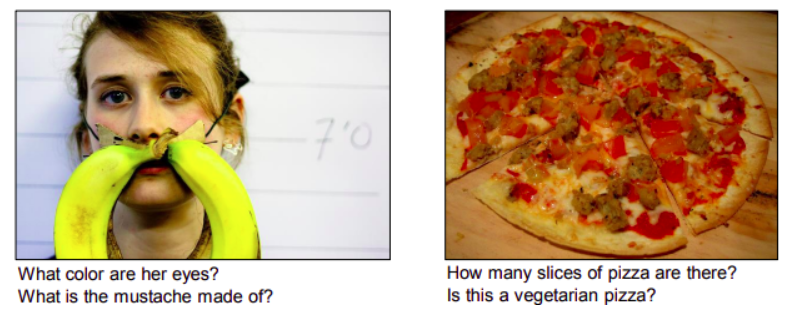 7'0
What color are her eyes?
What is the mustache made of?
How many slices of pizza are there?
Is this a vegetarian pizza?